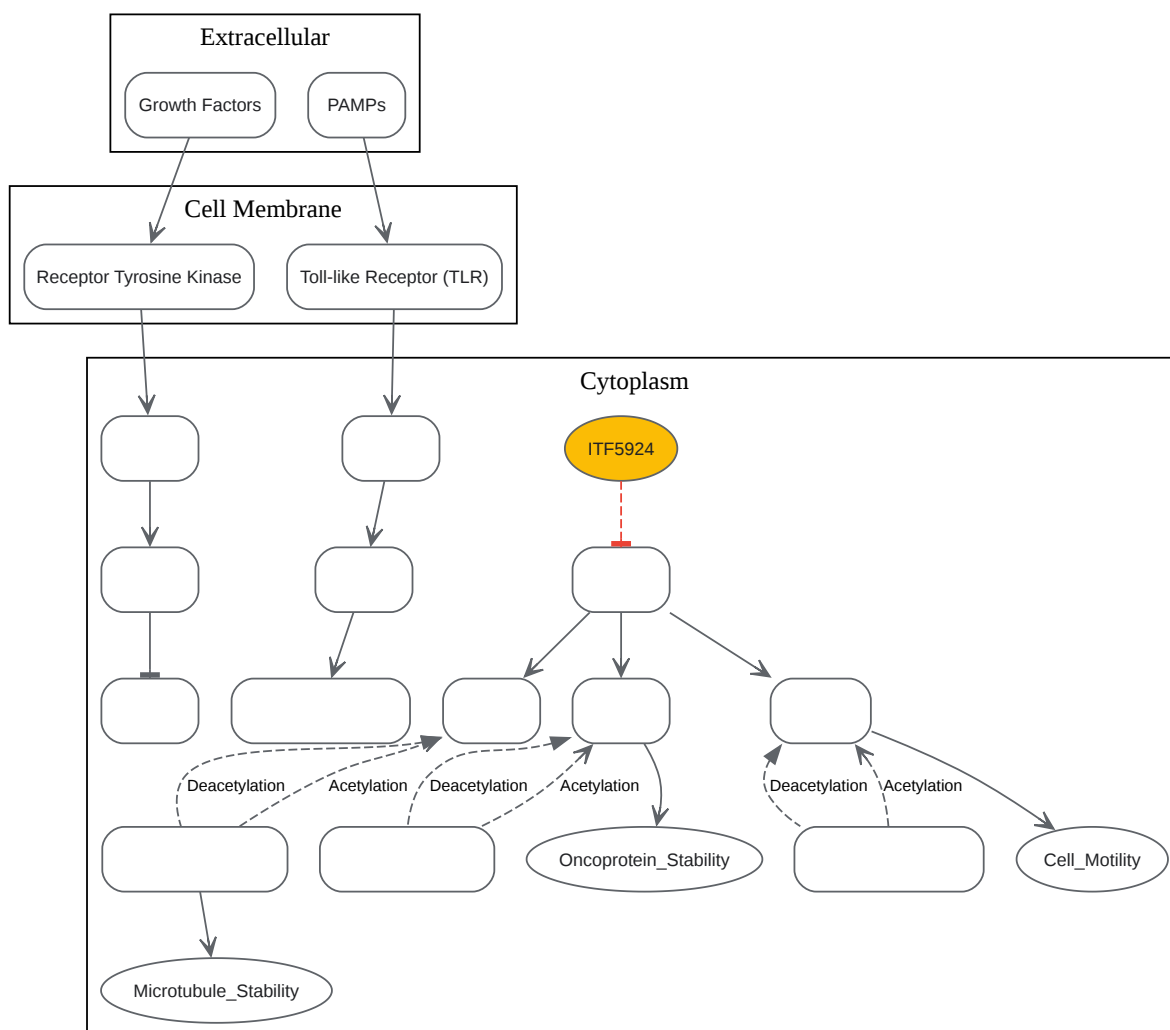 Extracellular
Growth Factors
PAMPs
Cell Membrane
Receptor Tyrosine Kinase
Toll-like Receptor (TLR)
Cytoplasm
ITF5924
Deacetylation
Acetylation
Deacetylation
Acetylation
Deacetylation
Acetylation
Oncoprotein_Stability
Cell_Motility
Microtubule_Stability